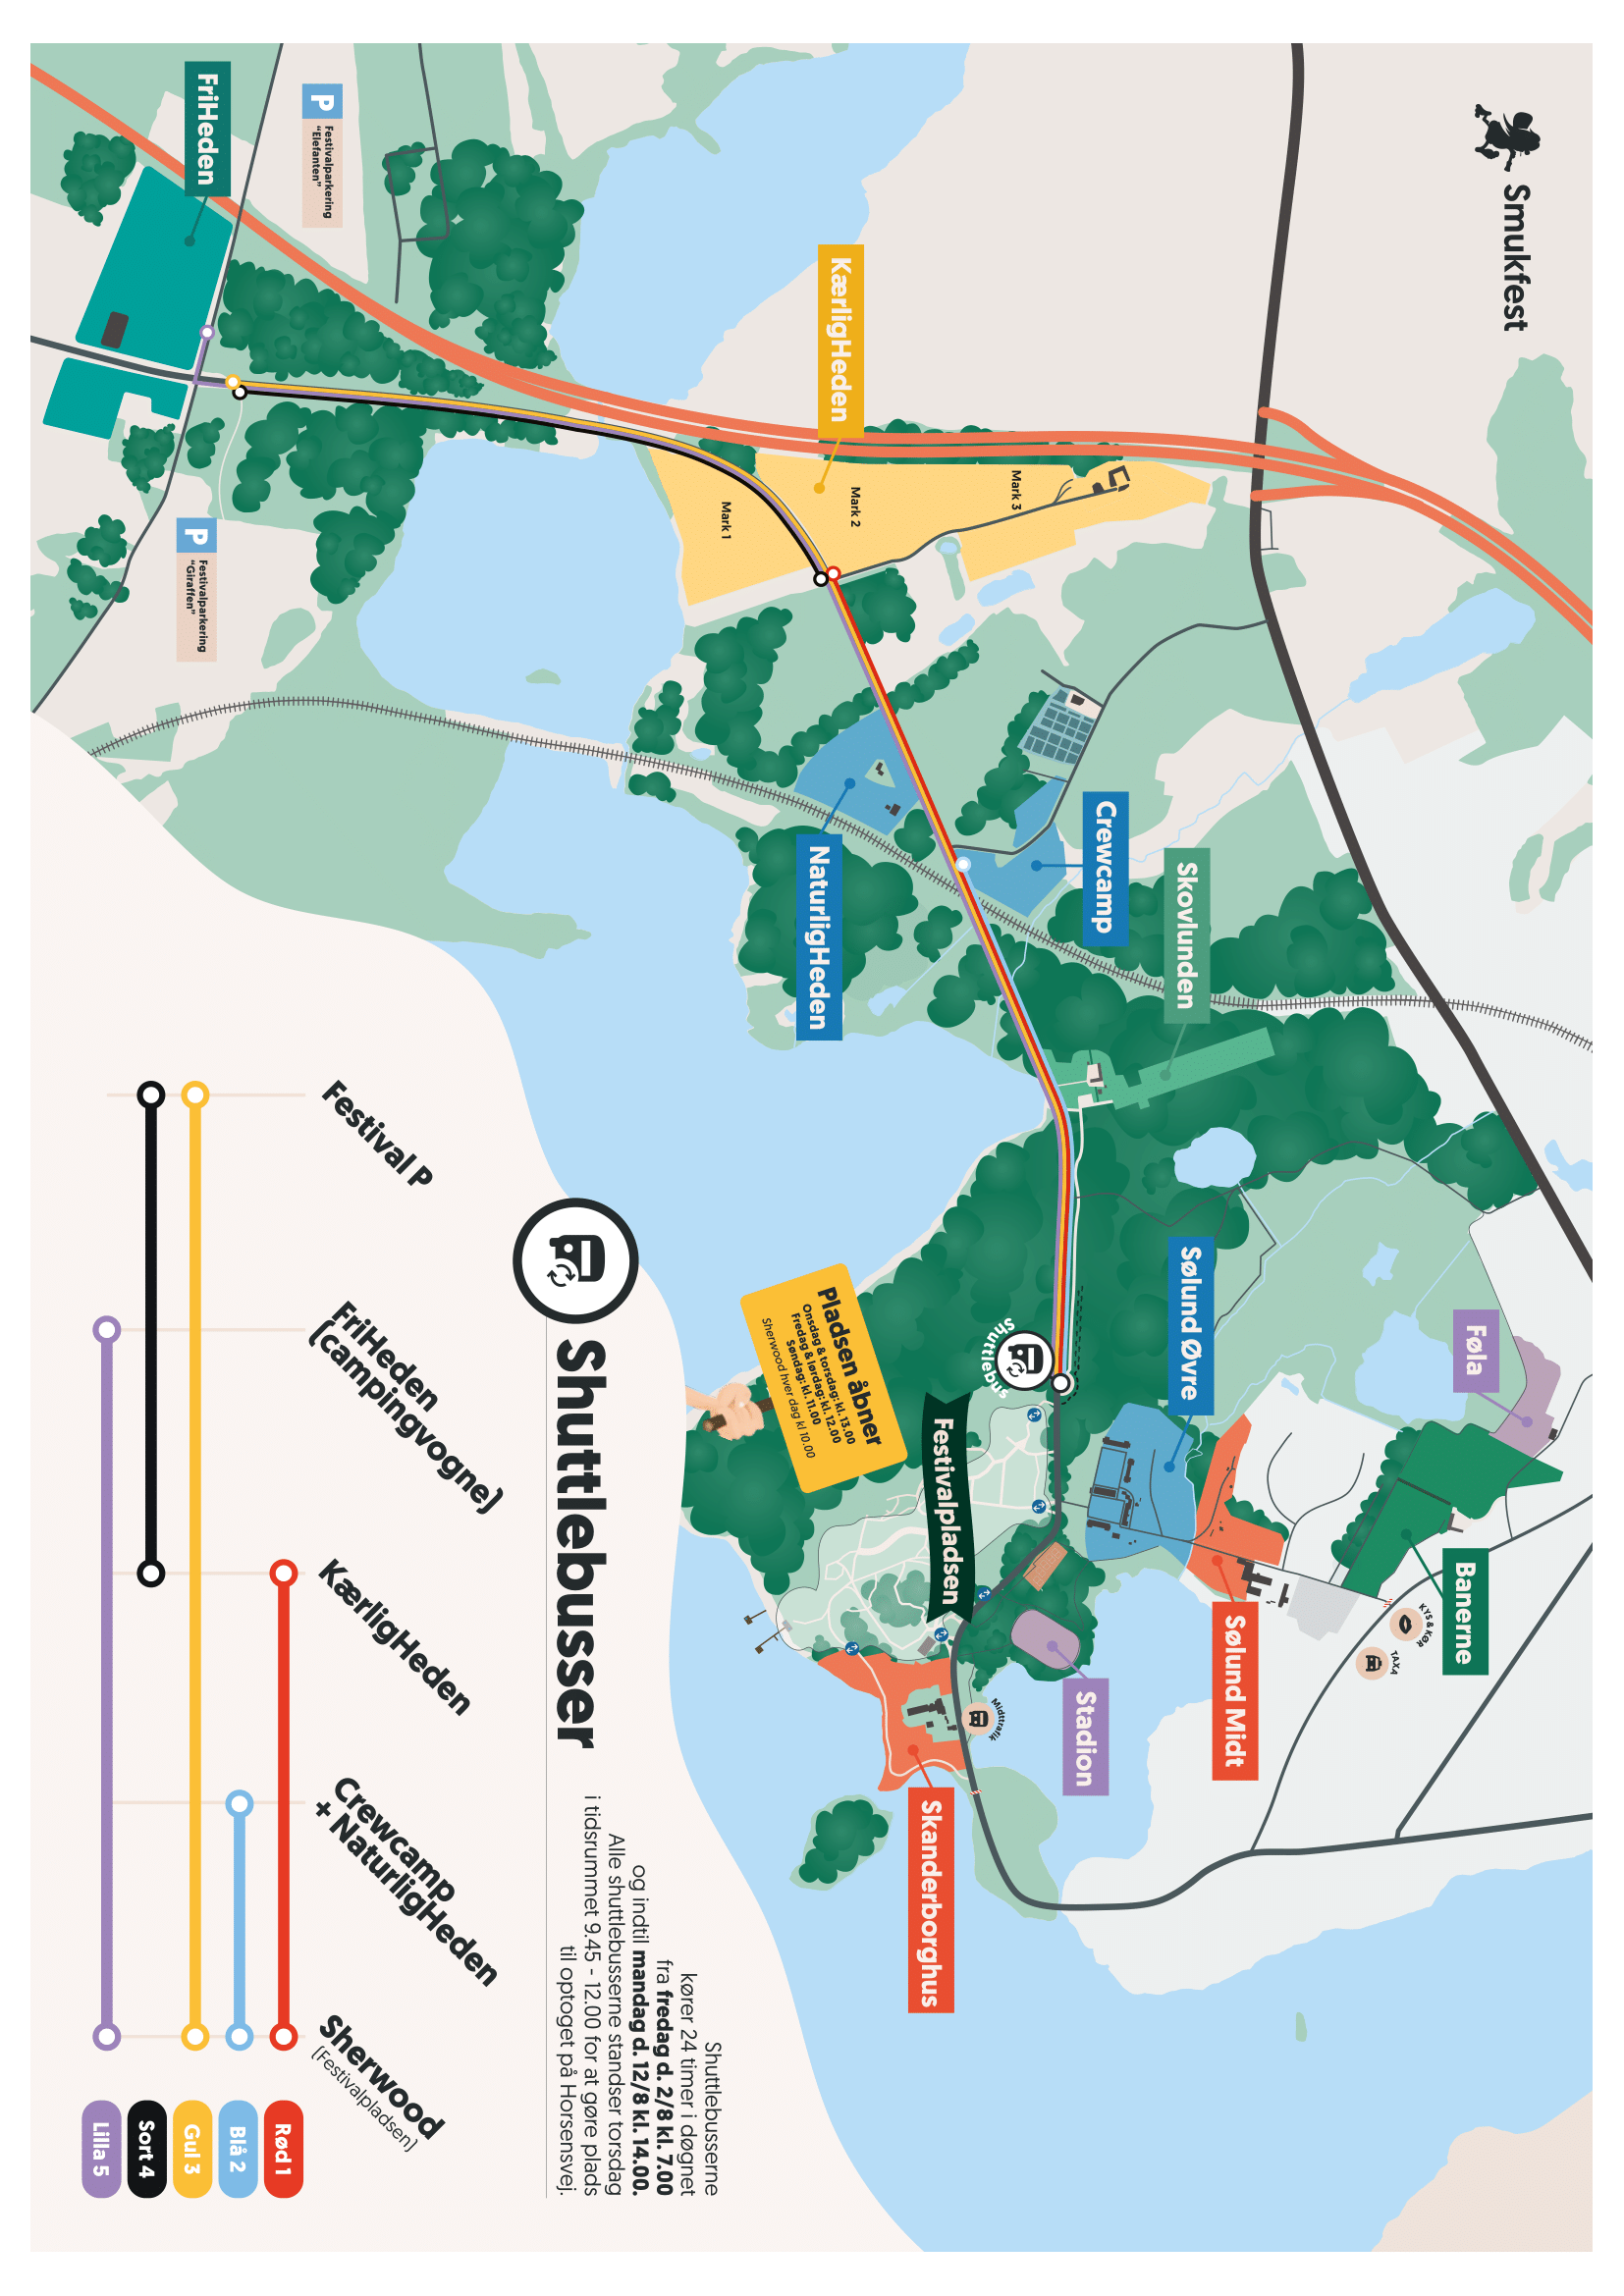 Smukfest
FriHeden
P
Festivalparkering
"Elefanten"
P
Festivalparkering
"Giraffen"
KærligHeden
Mark 1
Mark 2
Mark 3
NaturligHeden
Crewcamp
Skovlunden
Sølund Øvre
Føla
Banerne
KYS & KØR
TAXA
Sølund Midt
Stadion
Midttrafik
Skanderborghus
Festivalpladsen
Shuttlebus
Pladsen åbner
Onsdag & torsdag: kl. 13.00
Fredag & lørdag: kl. 12.00
Søndag: kl. 11.00
Sherwood hver dag kl 10.00
Shuttlebusser
Shuttlebusserne
kører 24 timer i døgnet
fra fredag d. 2/8 kl. 7.00
og indtil mandag d. 12/8 kl. 14.00.
Alle shuttlebusserne standser torsdag
i tidsrummet 9.45 - 12.00 for at gøre plads
til optoget på Horsensvej.
Festival P
FriHeden
(campingvogne)
KærligHeden
Crewcamp
+ NaturligHeden
Sherwood
(Festivalpladsen)
Rød 1
Blå 2
Gul 3
Sort 4
Lilla 5